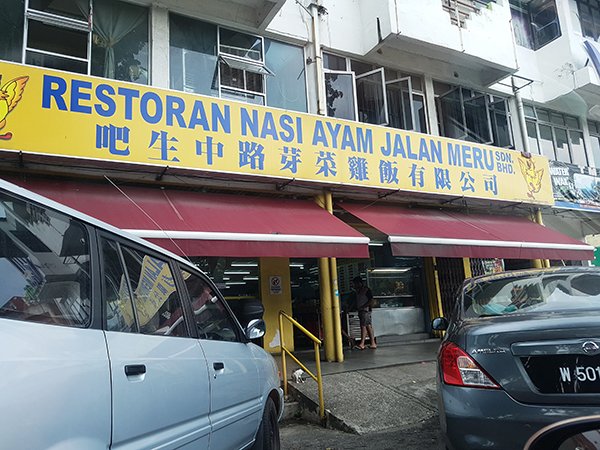 RESTORAN NASI AYAM JALAN MERU SDN. BHD.
吧生中路芽菜雞飯有限公司
W 501